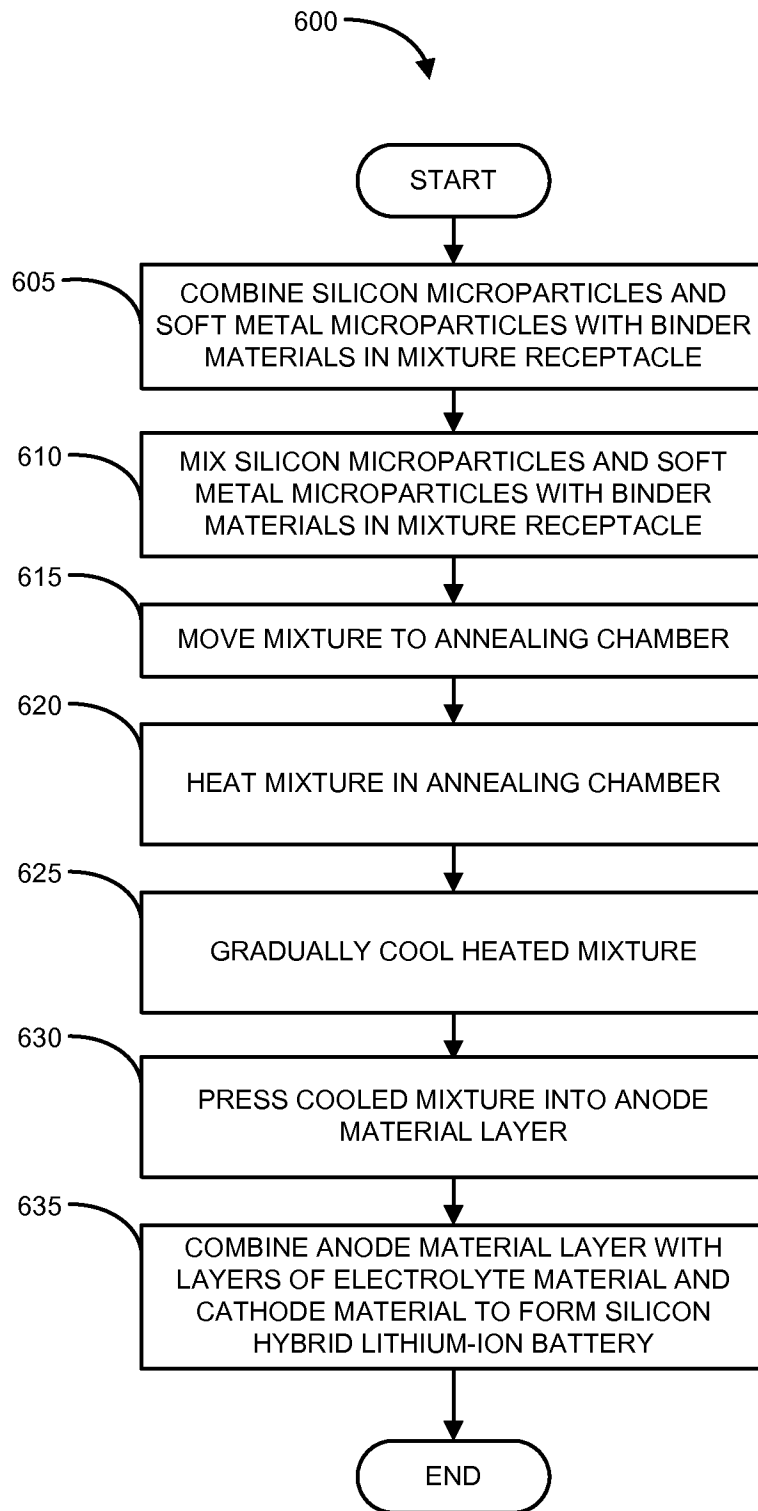 600
START
605
COMBINE SILICON MICROPARTICLES AND
SOFT METAL MICROPARTICLES WITH BINDER
MATERIALS IN MIXTURE RECEPTACLE
610
MIX SILICON MICROPARTICLES AND SOFT
METAL MICROPARTICLES WITH BINDER
MATERIALS IN MIXTURE RECEPTACLE
615
MOVE MIXTURE TO ANNEALING CHAMBER
620
HEAT MIXTURE IN ANNEALING CHAMBER
625
GRADUALLY COOL HEATED MIXTURE
630
PRESS COOLED MIXTURE INTO ANODE
MATERIAL LAYER
635
COMBINE ANODE MATERIAL LAYER WITH
LAYERS OF ELECTROLYTE MATERIAL AND
CATHODE MATERIAL TO FORM SILICON
HYBRID LITHIUM-ION BATTERY
END